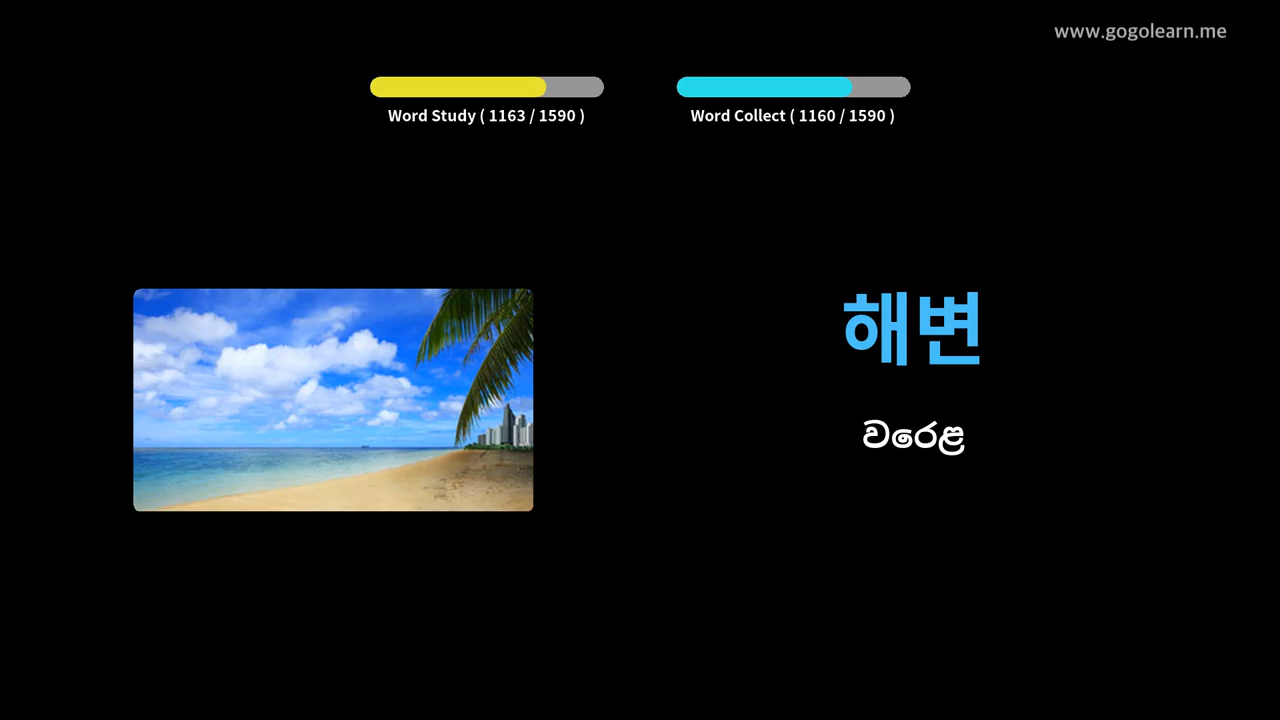 www.gogolearn.me
Word Study ( 1163 / 1590 )
Word Collect ( 1160 / 1590 )
해변
වෙරළ